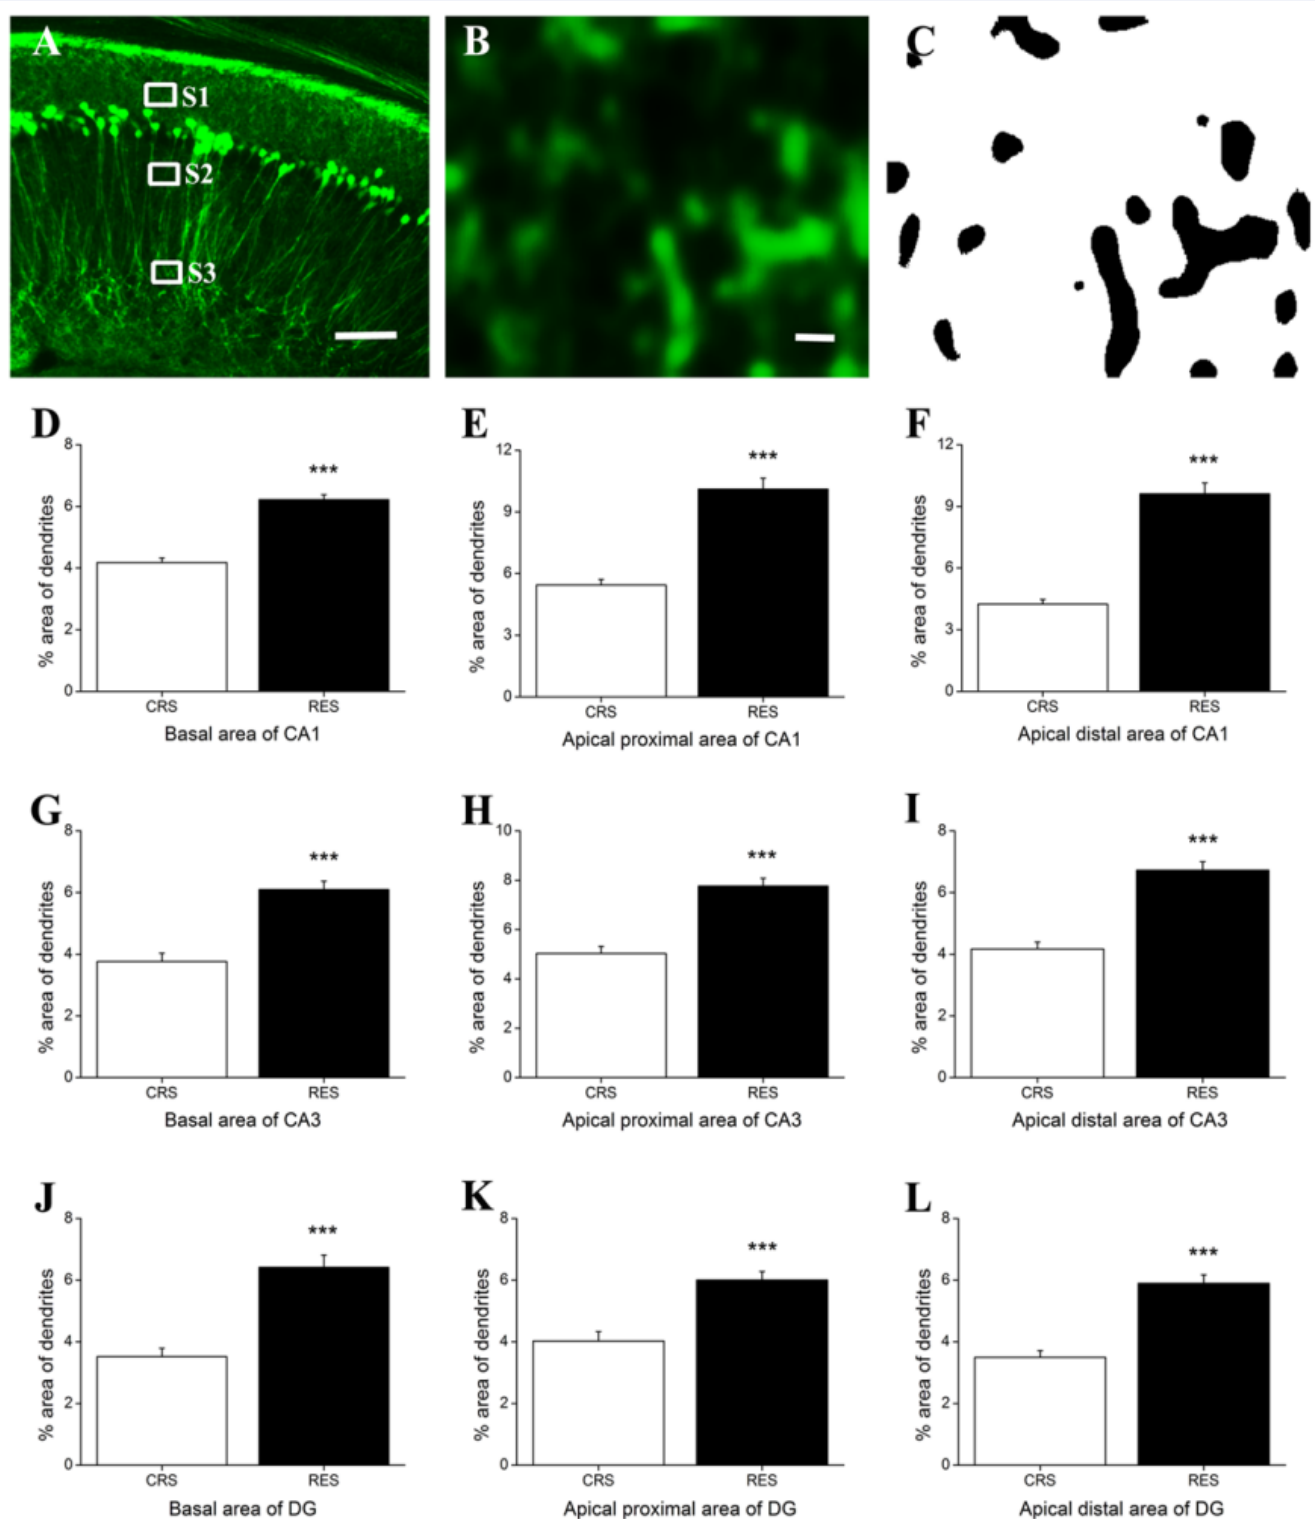 A
B
C
S1
S2
S3
D
8
6
4
2
0
% area of dendrites
***
CRS
RES
Basal area of CA1
E
12
9
6
3
0
% area of dendrites
***
CRS
RES
Apical proximal area of CA1
F
12
9
6
3
0
% area of dendrites
***
CRS
RES
Apical distal area of CA1
G
8
6
4
2
0
% area of dendrites
***
CRS
RES
Basal area of CA3
H
10
8
6
4
2
0
% area of dendrites
***
CRS
RES
Apical proximal area of CA3
I
8
6
4
2
0
% area of dendrites
***
CRS
RES
Apical distal area of CA3
J
8
6
4
2
0
% area of dendrites
***
CRS
RES
Basal area of DG
K
8
6
4
2
0
% area of dendrites
***
CRS
RES
Apical proximal area of DG
L
8
6
4
2
0
% area of dendrites
***
CRS
RES
Apical distal area of DG